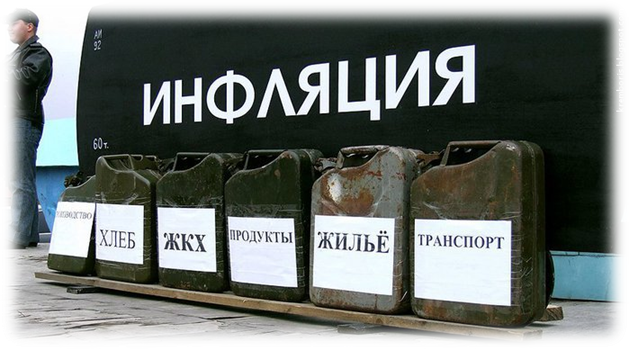 АИ
92
ИНФЛЯЦИЯ
60 т.
ХЛЕБ
ЖКХ
ПРОДУКТЫ
ЖИЛЬЁ
ТРАНСПОРТ